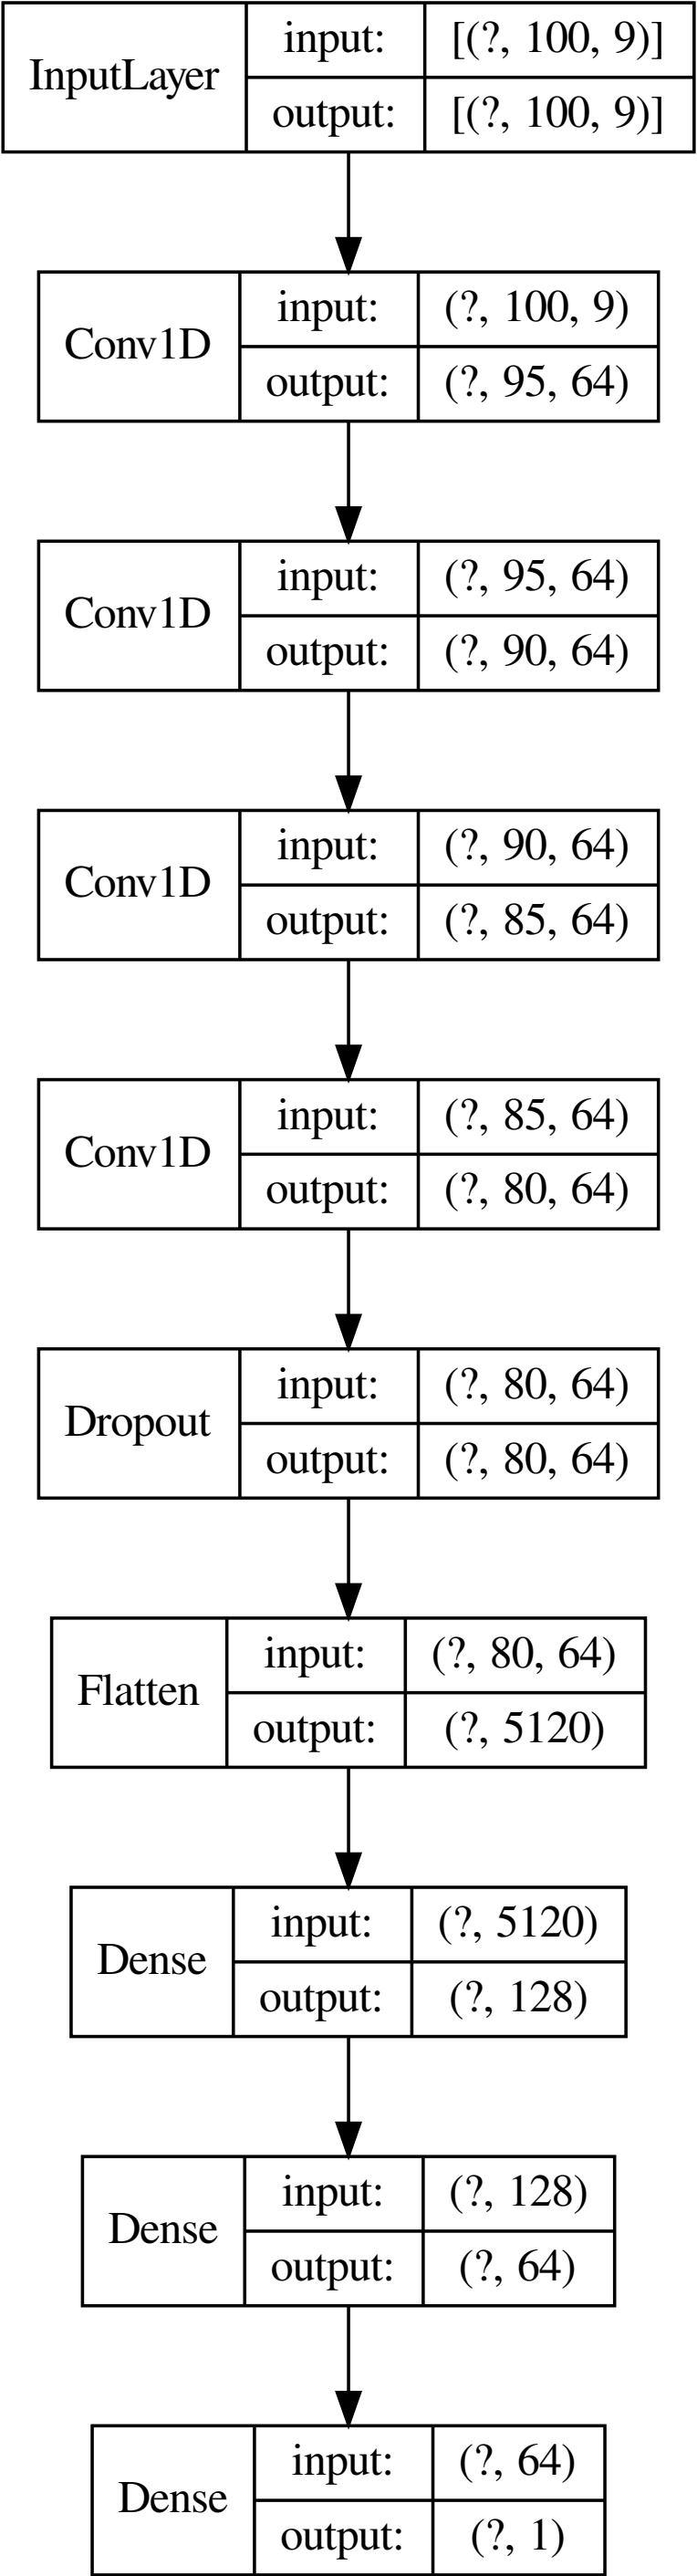 InputLayer
input: [(?, 100, 9)]
output: [(?, 100, 9)]
Conv1D
input: (?, 100, 9)
output: (?, 95, 64)
Conv1D
input: (?, 95, 64)
output: (?, 90, 64)
Conv1D
input: (?, 90, 64)
output: (?, 85, 64)
Conv1D
input: (?, 85, 64)
output: (?, 80, 64)
Dropout
input: (?, 80, 64)
output: (?, 80, 64)
Flatten
input: (?, 80, 64)
output: (?, 5120)
Dense
input: (?, 5120)
output: (?, 128)
Dense
input: (?, 128)
output: (?, 64)
Dense
input: (?, 64)
output: (?, 1)